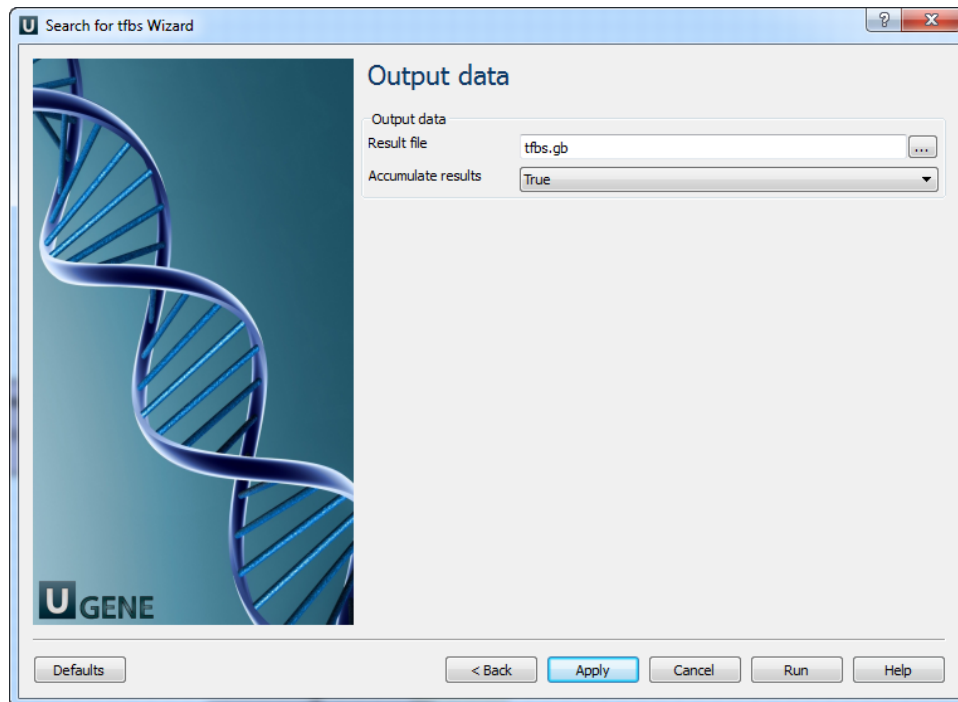 U Search for tfbs Wizard
? X
Output data
Output data
Result file tfbs.gb ...
Accumulate results True
U GENE
Defaults < Back Apply Cancel Run Help